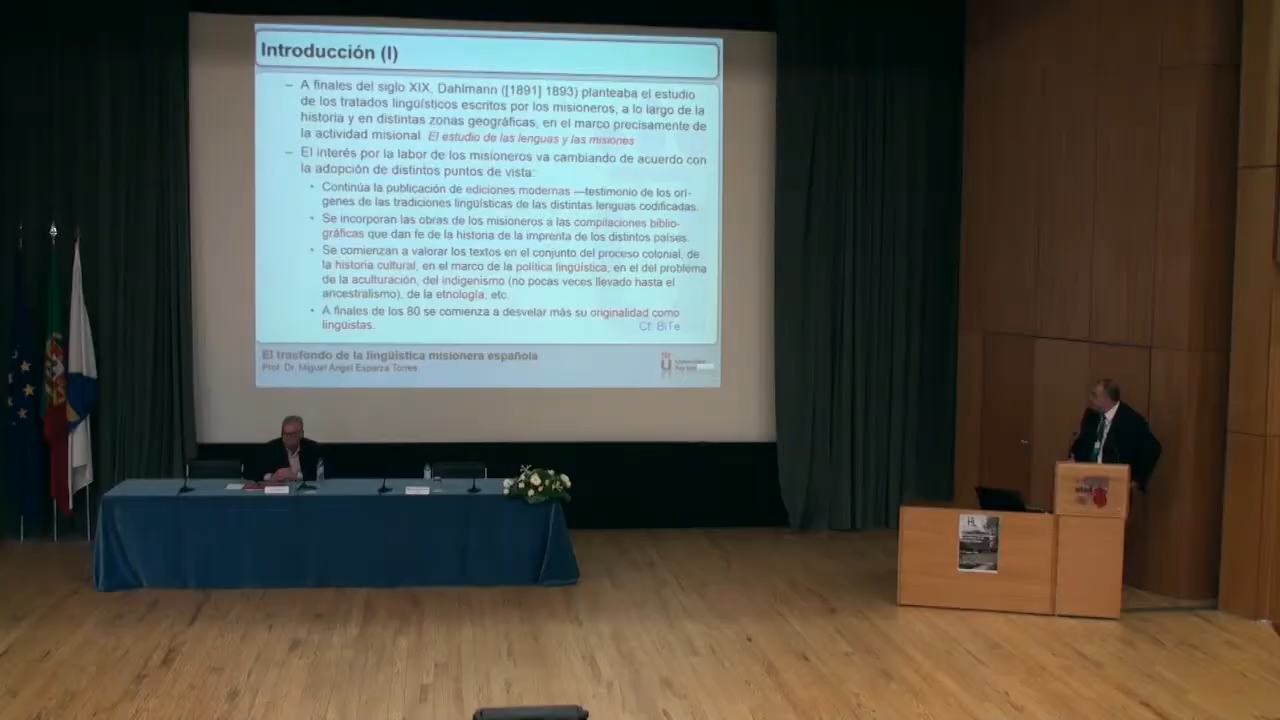 Introducción (I)
– A finales del siglo XIX, Dahlmann ([1891] 1893) planteaba el estudio
de los tratados lingüísticos escritos por los misioneros, a lo largo de la
historia y en distintas zonas geográficas, en el marco precisamente de
la actividad misional El estudio de las lenguas y las misiones
– El interés por la labor de los misioneros va cambiando de acuerdo con
la adopción de distintos puntos de vista:
• Continúa la publicación de ediciones modernas —testimonio de los orí-
genes de las tradiciones lingüísticas de las distintas lenguas codificadas.
• Se incorporan las obras de los misioneros a las compilaciones biblio-
gráficas que dan fe de la historia de la imprenta de los distintos países.
• Se comienzan a valorar los textos en el conjunto del proceso colonial, de
la historia cultural, en el marco de la política lingüística, en el del problema
de la aculturación, del indigenismo (no pocas veces llevado hasta el
ancestralismo), de la etnología, etc.
• A finales de los 80 se comienza a desvelar más su originalidad como
lingüistas. Cf. BiTe
El trasfondo de la lingüística misionera española
Prof. Dr. Miguel Ángel Esparza Torres